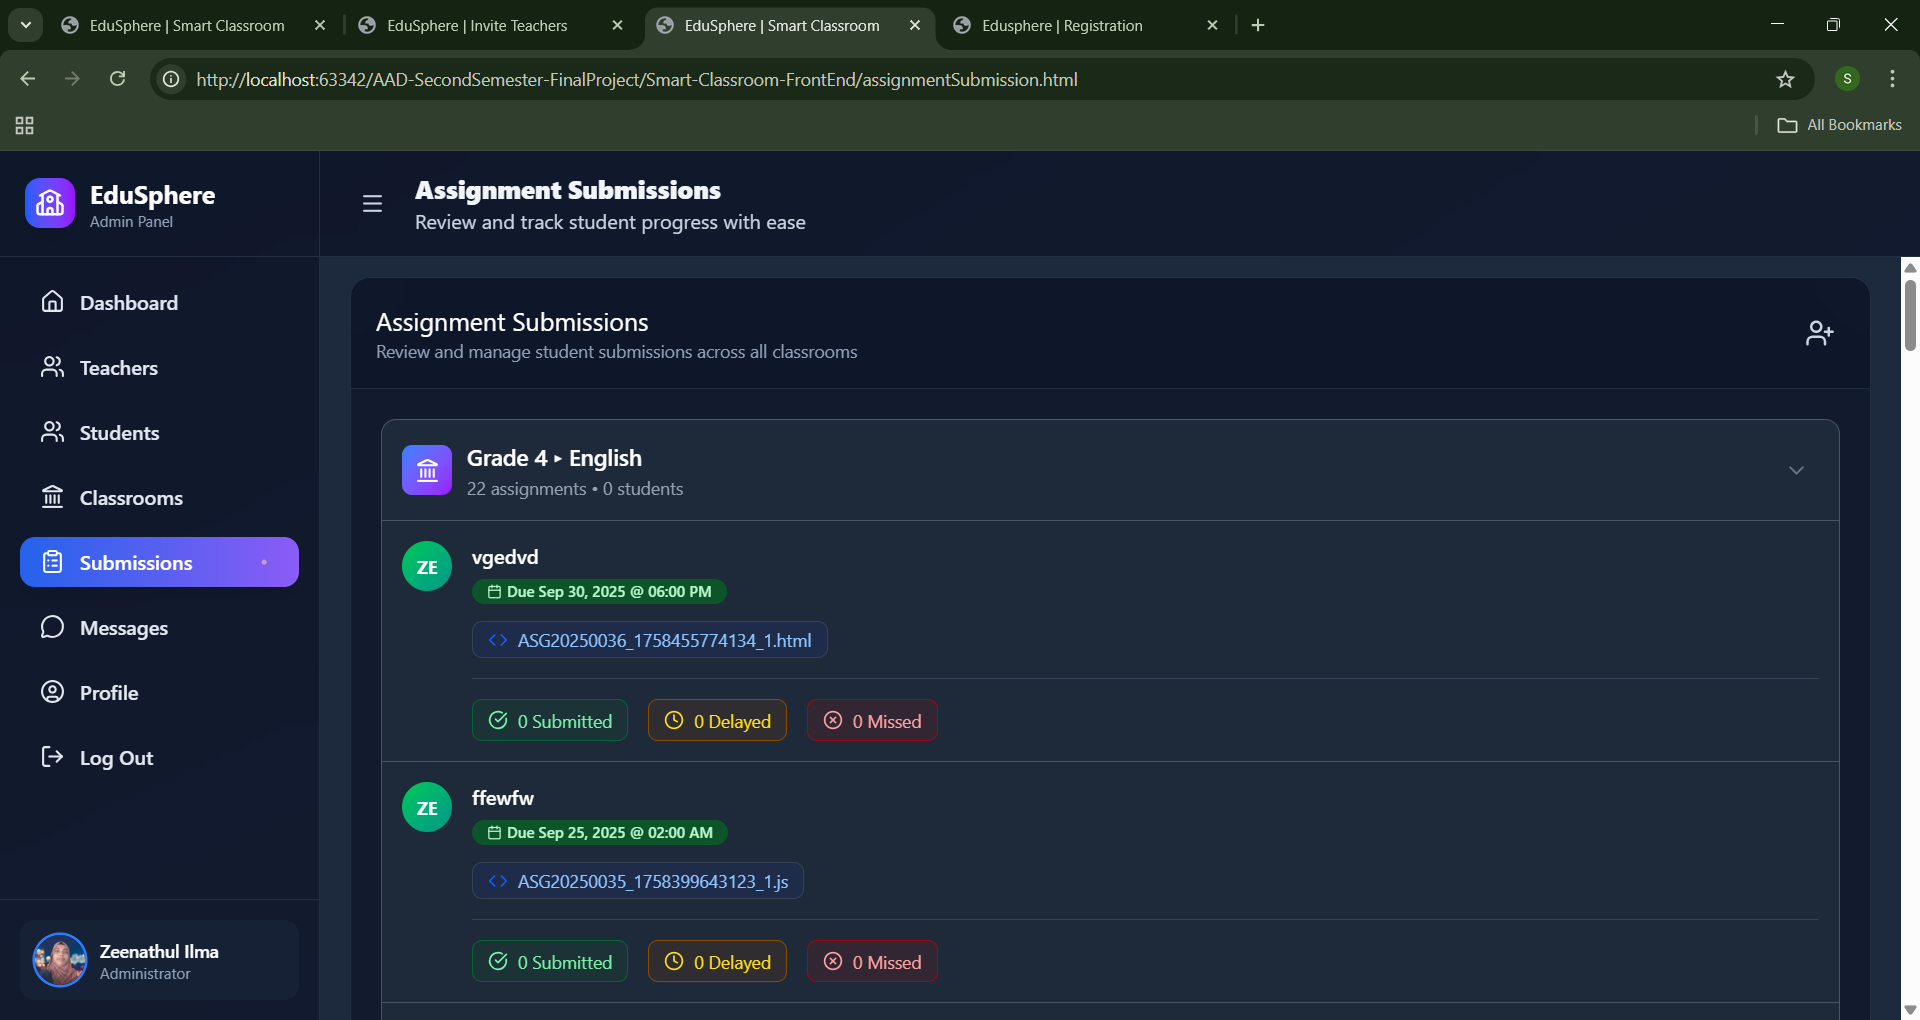 EduSphere | Smart Classroom
EduSphere | Invite Teachers
EduSphere | Smart Classroom
Edusphere | Registration
http://localhost:63342/AAD-SecondSemester-FinalProject/Smart-Classroom-FrontEnd/assignmentSubmission.html
S
All Bookmarks
EduSphere
Admin Panel
Dashboard
Teachers
Students
Classrooms
Submissions
Messages
Profile
Log Out
Zeenathul Ilma
Administrator
Assignment Submissions
Review and track student progress with ease
Assignment Submissions
Review and manage student submissions across all classrooms
Grade 4 ▸ English
22 assignments • 0 students
ZE
vgedvd
Due Sep 30, 2025 @ 06:00 PM
ASG20250036_1758455774134_1.html
0 Submitted
0 Delayed
0 Missed
ZE
ffewfw
Due Sep 25, 2025 @ 02:00 AM
ASG20250035_1758399643123_1.js
0 Submitted
0 Delayed
0 Missed